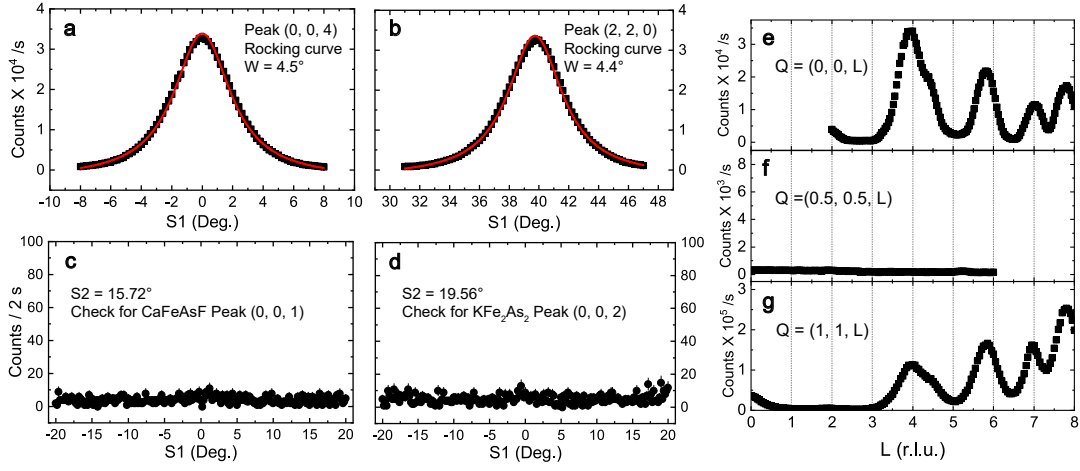 a
Peak (0, 0, 4)
Rocking curve
W = 4.5°
Counts X 10⁴ /s
4
3
2
1
0
-10 -8 -6 -4 -2 0 2 4 6 8 10
S1 (Deg.)
b
Peak (2, 2, 0)
Rocking curve
W = 4.4°
4
3
2
1
0
30 32 34 36 38 40 42 44 46 48
S1 (Deg.)
c
S2 = 15.72°
Check for CaFeAsF Peak (0, 0, 1)
Counts / 2 s
100
80
60
40
20
0
-20 -15 -10 -5 0 5 10 15 20
S1 (Deg.)
d
S2 = 19.56°
Check for KFe₂As₂ Peak (0, 0, 2)
100
80
60
40
20
0
-20 -15 -10 -5 0 5 10 15 20
S1 (Deg.)
e
Q = (0, 0, L)
Counts X 10⁴ /s
3
2
1
0
f
Q =(0.5, 0.5, L)
Counts X 10³ /s
8
6
4
2
0
g
Q = (1, 1, L)
Counts X 10⁵ /s
3
2
1
0
0 1 2 3 4 5 6 7 8
L (r.l.u.)